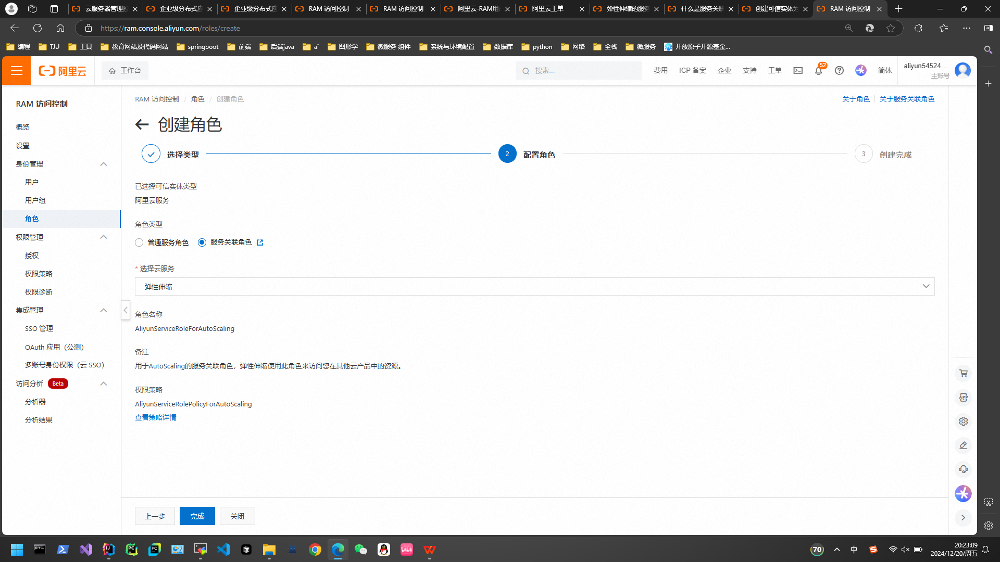 云服务器管理控
企业级分布式应
企业级分布式应
RAM 访问控制
RAM 访问控制
阿里云-RAM用户
阿里云工单
弹性伸缩的服务
什么是服务关联
创建可信实体为
RAM 访问控制
https://ram.console.aliyun.com/roles/create
编程
TJU
工具
教育网站及代码网站
springboot
前端
后端java
ai
图形学
微服务 组件
系统与环境配置
数据库
python
网络
全栈
微服务
开放原子开源基金...
阿里云
工作台
搜索...
费用
ICP 备案
企业
支持
工单
52
简体
aliyun54524...
主账号
RAM 访问控制
概览
设置
身份管理
用户
用户组
角色
权限管理
授权
权限策略
权限诊断
集成管理
SSO 管理
OAuth 应用（公测）
多账号身份权限（云 SSO）
访问分析 Beta
分析器
分析结果
RAM 访问控制 / 角色 / 创建角色
关于角色
关于服务关联角色
创建角色
选择类型
2 配置角色
3 创建完成
已选择可信实体类型
阿里云服务
角色类型
普通服务角色
服务关联角色
* 选择云服务
弹性伸缩
角色名称
AliyunServiceRoleForAutoScaling
备注
用于AutoScaling的服务关联角色，弹性伸缩使用此角色来访问您在其他云产品中的资源。
权限策略
AliyunServiceRolePolicyForAutoScaling
查看策略详情
上一步
完成
关闭
APP
70
中
20:23:09
2024/12/20/周五